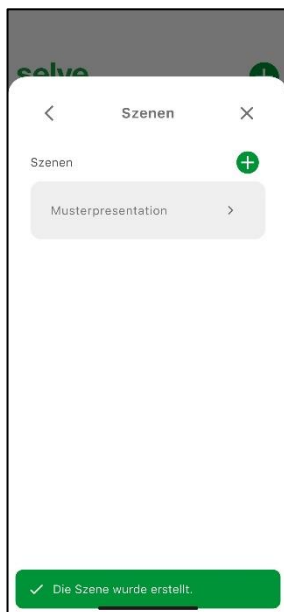 selve
Szenen
Szenen
Musterpresentation
Die Szene wurde erstellt.